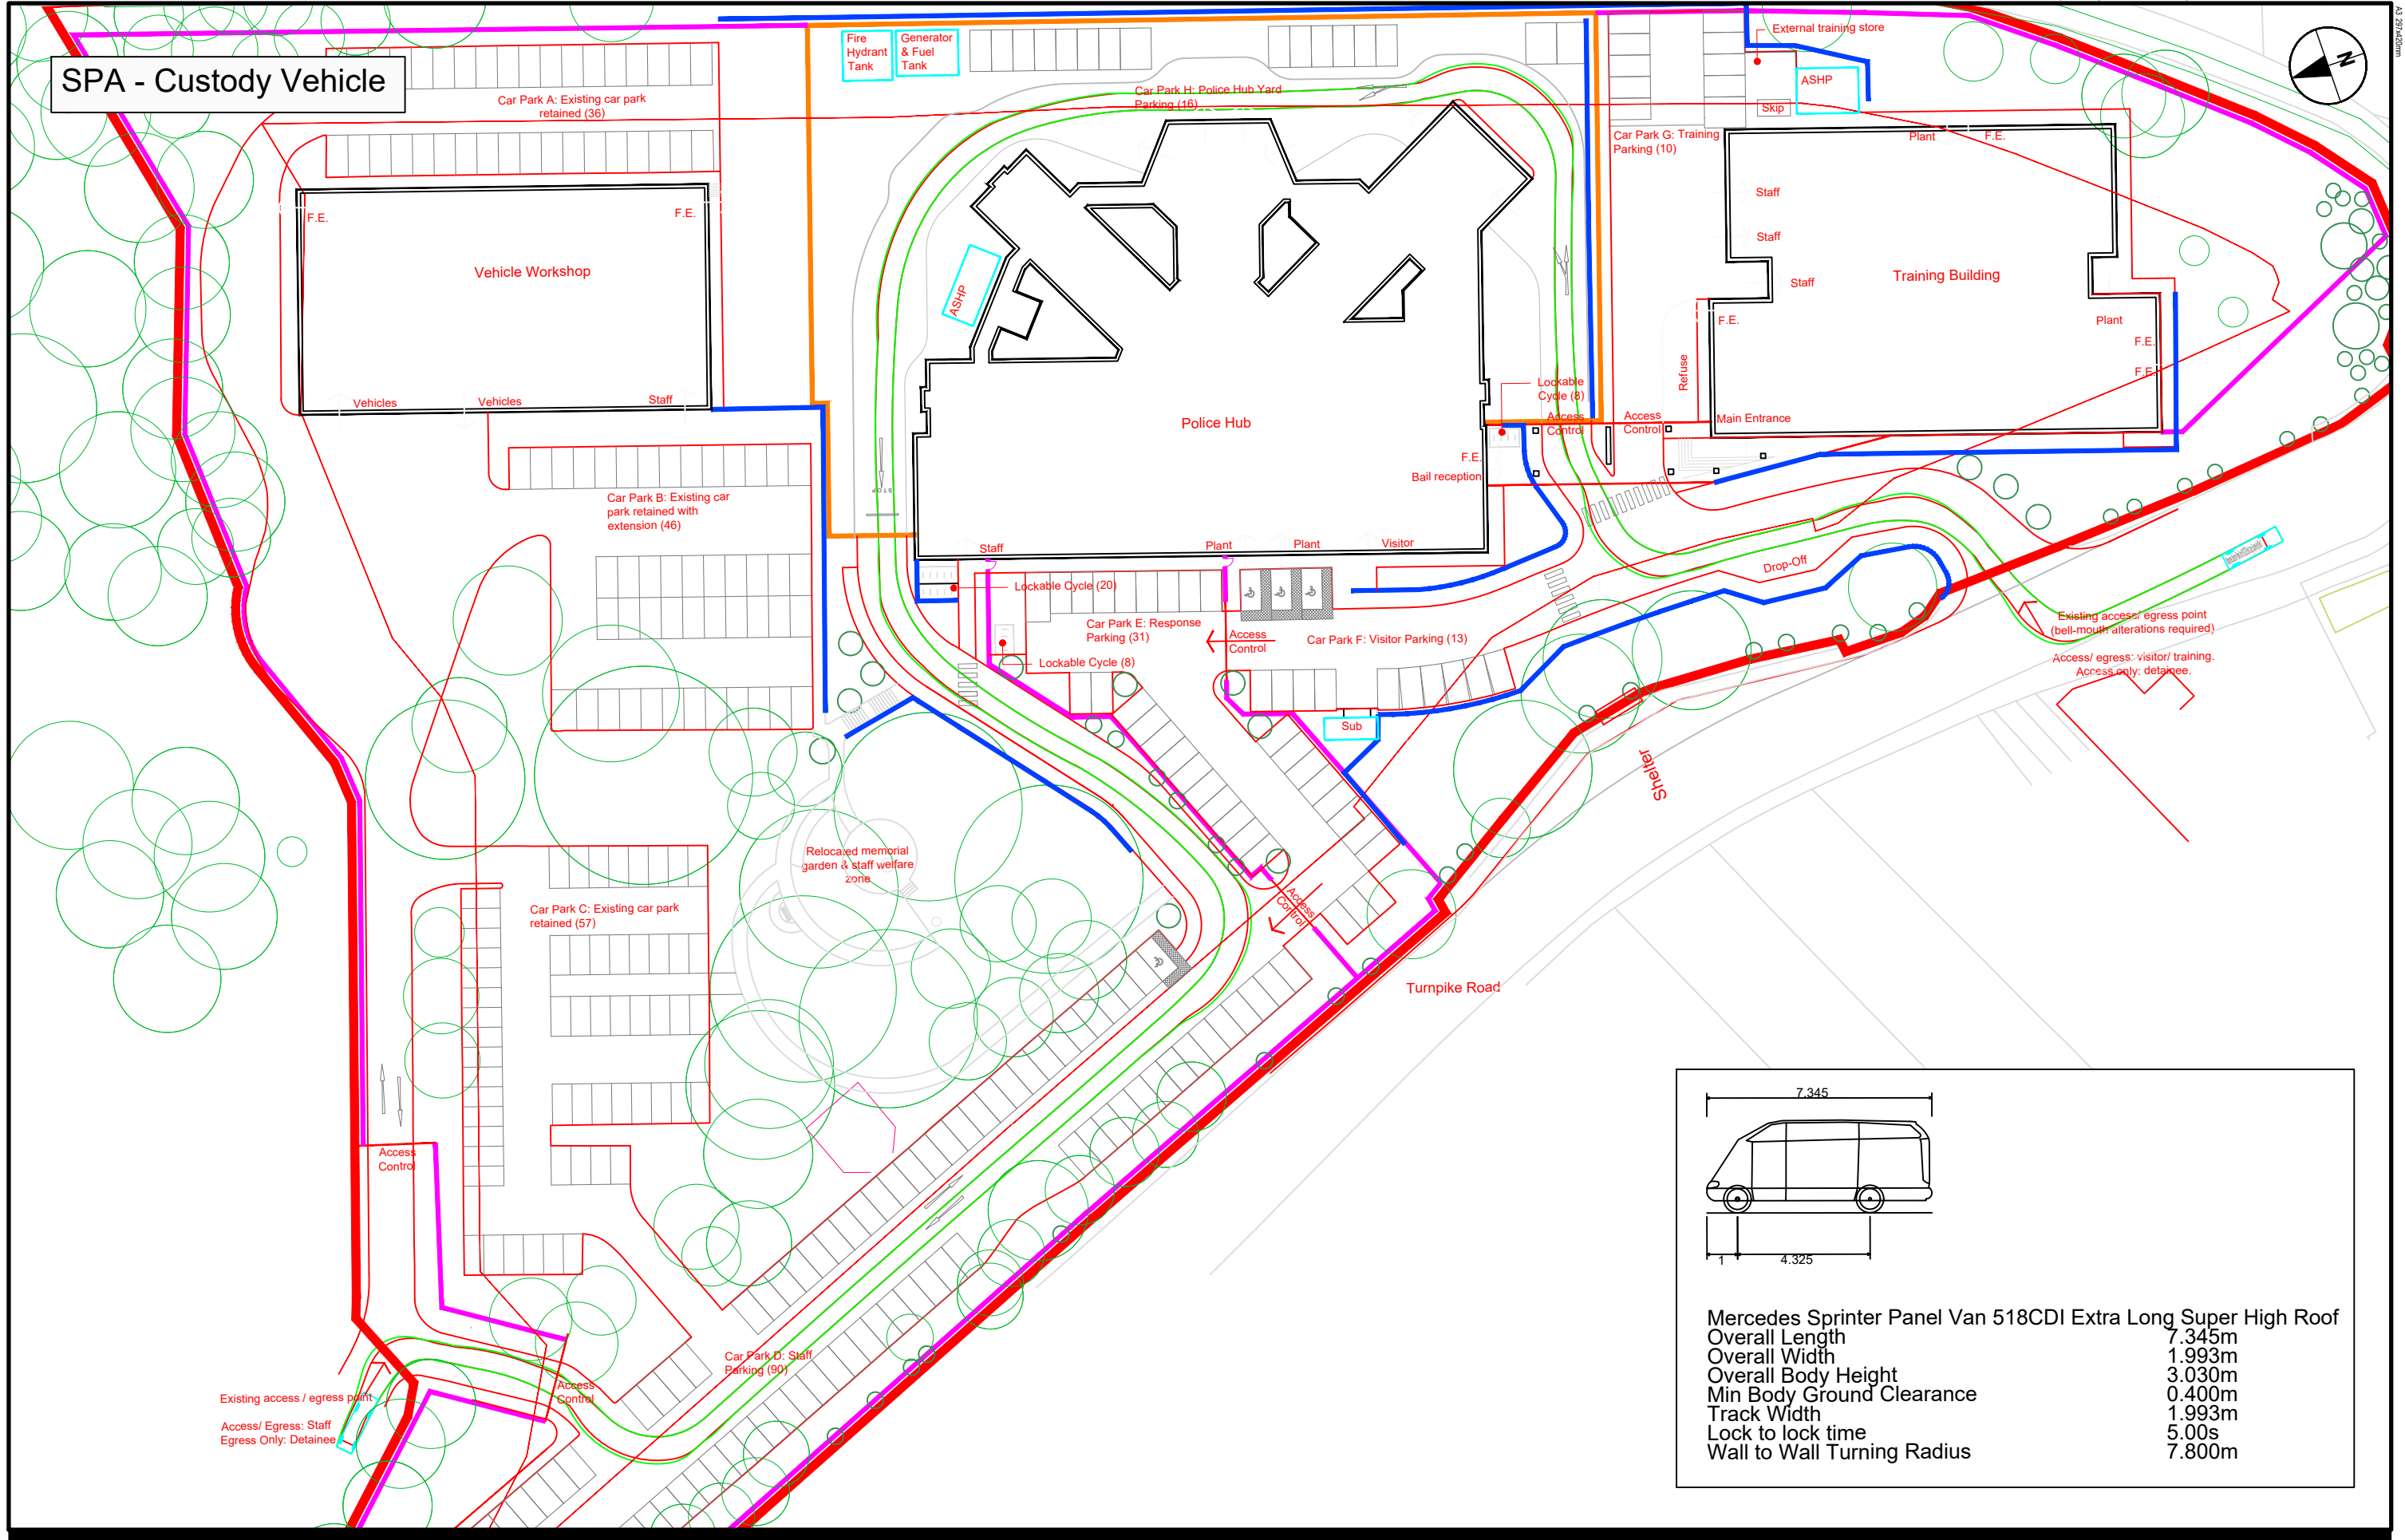 A3 297x420mm
SPA - Custody Vehicle
Fire
Hydrant
Tank
Generator
& Fuel
Tank
External training store
N
ASHP
Skip
Car Park A: Existing car park
retained (36)
Car Park H: Police Hub Yard
Parking (16)
Car Park G: Training
Parking (10)
Plant
F.E.
Staff
F.E.
F.E.
Staff
Vehicle Workshop
Training Building
Staff
ASHP
F.E.
Plant
F.E.
Refuse
F.E.
Lockable
Cycle (8)
Vehicles
Vehicles
Staff
Police Hub
Access
Control
Access
Control
Main Entrance
F.E.
Bail reception
STOP
Car Park B: Existing car
park retained with
extension (46)
Staff
Plant
Plant
Visitor
Drop-Off
Lockable Cycle (20)
Car Park E: Response
Parking (31)
Access
Control
Car Park F: Visitor Parking (13)
Existing access/ egress point
(bell-mouth alterations required)
Lockable Cycle (8)
Access/ egress: visitor/ training.
Access only: detainee.
Sub
Shelter
Relocated memorial
garden & staff welfare
zone
Car Park C: Existing car park
retained (57)
Access
Control
Turnpike Road
Access
Control
7.345
1
4.325
Mercedes Sprinter Panel Van 518CDI Extra Long Super High Roof
Overall Length 7.345m
Overall Width 1.993m
Overall Body Height 3.030m
Min Body Ground Clearance 0.400m
Track Width 1.993m
Lock to lock time 5.00s
Wall to Wall Turning Radius 7.800m
Car Park D: Staff
Parking (90)
Access
Control
Existing access / egress point
Access/ Egress: Staff
Egress Only: Detainee